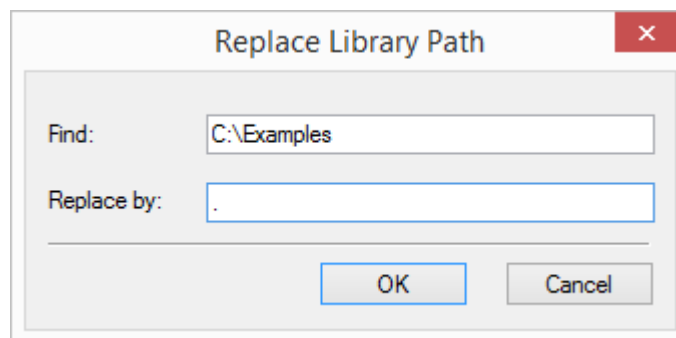 Replace Library Path
Find: C:\Examples
Replace by: .
OK Cancel